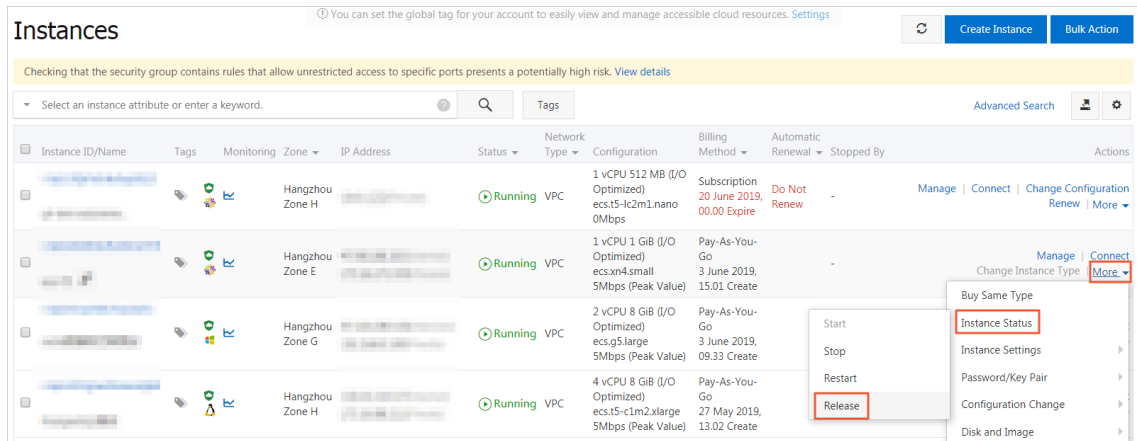 You can set the global tag for your account to easily view and manage accessible cloud resources. Settings
Instances
Create Instance
Bulk Action
Checking that the security group contains rules that allow unrestricted access to specific ports presents a potentially high risk. View details
Select an instance attribute or enter a keyword.
Tags
Advanced Search
Instance ID/Name Tags Monitoring Zone IP Address Status Network Type Configuration Billing Method Automatic Renewal Stopped By Actions
Hangzhou
Zone H
Running VPC
1 vCPU 512 MB (I/O
Optimized)
ecs.t5-lc2m1.nano
0Mbps
Subscription
20 June 2019,
00.00 Expire
Do Not
Renew
-
Manage | Connect | Change Configuration
Renew | More
Hangzhou
Zone E
Running VPC
1 vCPU 1 GiB (I/O
Optimized)
ecs.xn4.small
5Mbps (Peak Value)
Pay-As-You-
Go
3 June 2019,
15.01 Create
-
Manage | Connect
Change Instance Type | More
Hangzhou
Zone G
Running VPC
2 vCPU 8 GiB (I/O
Optimized)
ecs.g5.large
5Mbps (Peak Value)
Pay-As-You-
Go
3 June 2019,
09.33 Create
Hangzhou
Zone H
Running VPC
4 vCPU 8 GiB (I/O
Optimized)
ecs.t5-c1m2.xlarge
5Mbps (Peak Value)
Pay-As-You-
Go
27 May 2019,
13.02 Create
Start
Stop
Restart
Release
Buy Same Type
Instance Status
Instance Settings
Password/Key Pair
Configuration Change
Disk and Image